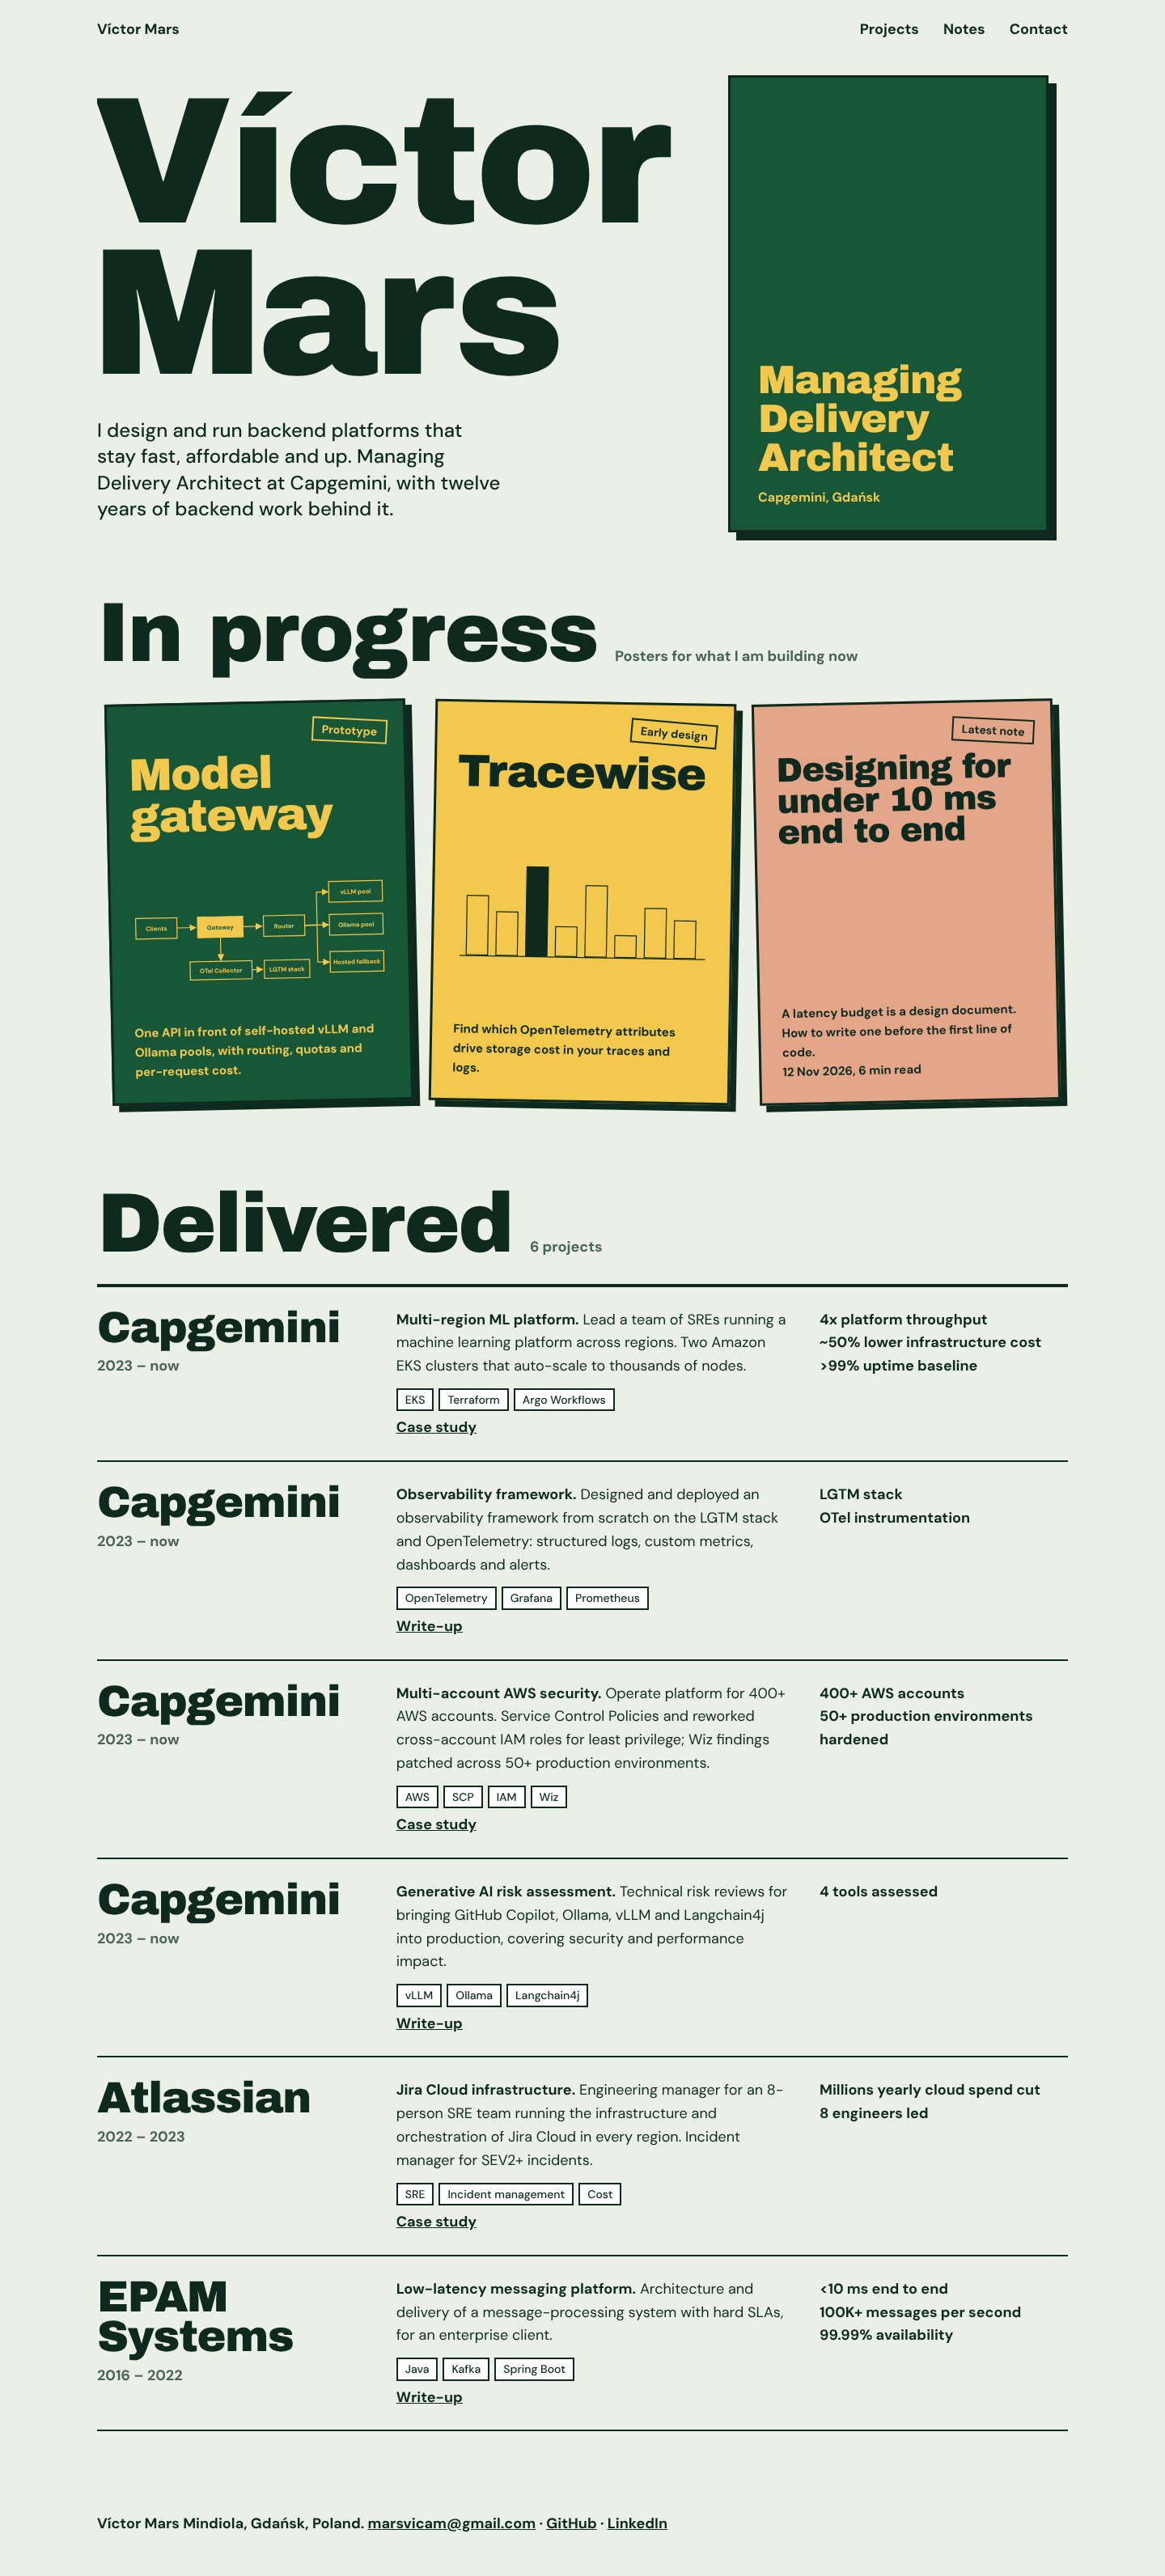 Víctor Mars
Projects
Notes
Contact
Víctor
Mars
I design and run backend platforms that
stay fast, affordable and up. Managing
Delivery Architect at Capgemini, with twelve
years of backend work behind it.
Managing
Delivery
Architect
Capgemini, Gdańsk
In progress
Posters for what I am building now
Prototype
Model
gateway
vLLM pool
Clients
Gateway
Router
Ollama pool
OTel Collector
LGTM stack
Hosted fallback
One API in front of self-hosted vLLM and
Ollama pools, with routing, quotas and
per-request cost.
Early design
Tracewise
Find which OpenTelemetry attributes
drive storage cost in your traces and
logs.
Latest note
Designing for
under 10 ms
end to end
A latency budget is a design document.
How to write one before the first line of
code.
12 Nov 2026, 6 min read
Delivered
6 projects
Capgemini
2023 – now
Multi-region ML platform. Lead a team of SREs running a
machine learning platform across regions. Two Amazon
EKS clusters that auto-scale to thousands of nodes.
EKS
Terraform
Argo Workflows
Case study
4x platform throughput
~50% lower infrastructure cost
>99% uptime baseline
Capgemini
2023 – now
Observability framework. Designed and deployed an
observability framework from scratch on the LGTM stack
and OpenTelemetry: structured logs, custom metrics,
dashboards and alerts.
OpenTelemetry
Grafana
Prometheus
Write-up
LGTM stack
OTel instrumentation
Capgemini
2023 – now
Multi-account AWS security. Operate platform for 400+
AWS accounts. Service Control Policies and reworked
cross-account IAM roles for least privilege; Wiz findings
patched across 50+ production environments.
AWS
SCP
IAM
Wiz
Case study
400+ AWS accounts
50+ production environments
hardened
Capgemini
2023 – now
Generative AI risk assessment. Technical risk reviews for
bringing GitHub Copilot, Ollama, vLLM and Langchain4j
into production, covering security and performance
impact.
vLLM
Ollama
Langchain4j
Write-up
4 tools assessed
Atlassian
2022 – 2023
Jira Cloud infrastructure. Engineering manager for an 8-
person SRE team running the infrastructure and
orchestration of Jira Cloud in every region. Incident
manager for SEV2+ incidents.
SRE
Incident management
Cost
Case study
Millions yearly cloud spend cut
8 engineers led
EPAM
Systems
2016 – 2022
Low-latency messaging platform. Architecture and
delivery of a message-processing system with hard SLAs,
for an enterprise client.
Java
Kafka
Spring Boot
Write-up
<10 ms end to end
100K+ messages per second
99.99% availability
Víctor Mars Mindiola, Gdańsk, Poland. marsvicam@gmail.com · GitHub · LinkedIn